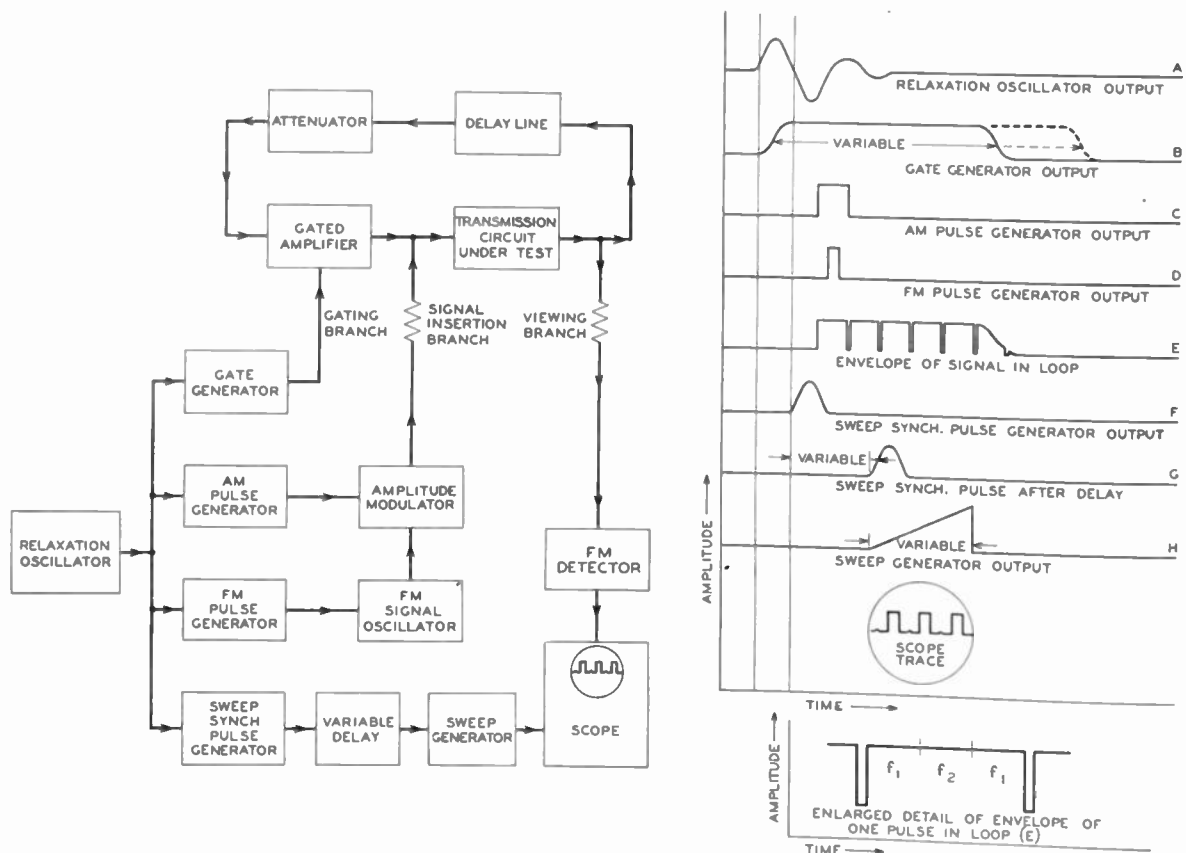 ATTENUATOR
DELAY LINE
GATED
AMPLIFIER
TRANSMISSION
CIRCUIT
UNDER TEST
GATING
BRANCH
SIGNAL
INSERTION
BRANCH
VIEWING
BRANCH
GATE
GENERATOR
AM
PULSE
GENERATOR
AMPLITUDE
MODULATOR
RELAXATION
OSCILLATOR
FM
DETECTOR
FM
PULSE
GENERATOR
FM
SIGNAL
OSCILLATOR
SWEEP
SYNCH
PULSE
GENERATOR
VARIABLE
DELAY
SWEEP
GENERATOR
SCOPE
A
RELAXATION OSCILLATOR OUTPUT
VARIABLE
B
GATE GENERATOR OUTPUT
C
AM PULSE GENERATOR OUTPUT
D
FM PULSE GENERATOR OUTPUT
E
ENVELOPE OF SIGNAL IN LOOP
F
SWEEP SYNCH. PULSE GENERATOR OUTPUT
VARIABLE
G
SWEEP SYNCH. PULSE AFTER DELAY
VARIABLE
H
SWEEP GENERATOR OUTPUT
AMPLITUDE
SCOPE
TRACE
TIME
AMPLITUDE
f1 f2 f1
ENLARGED DETAIL OF ENVELOPE OF
ONE PULSE IN LOOP (E)
TIME